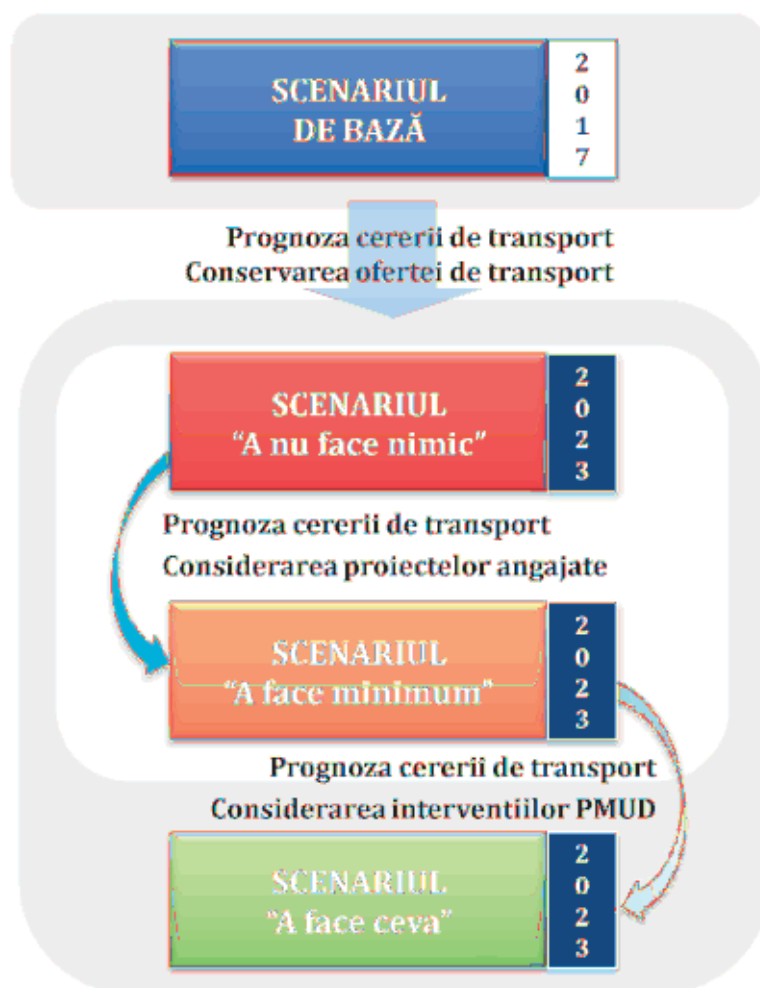 SCENARIUL
DE BAZĂ
2
0
1
7
Prognoza cererii de transport
Conservarea ofertei de transport
SCENARIUL
“A nu face nimic”
2
0
2
3
Prognoza cererii de transport
Considerarea proiectelor angajate
SCENARIUL
“A face minimum”
2
0
2
3
Prognoza cererii de transport
Considerarea interventiilor PMUD
SCENARIUL
“A face ceva”
2
0
2
3